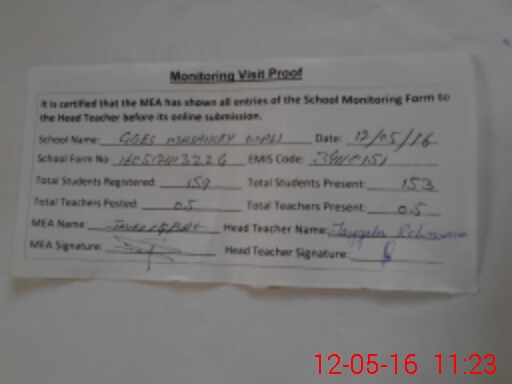 Monitoring Visit Proof
It is certified that the MEA has shown all entries of the School Monitoring Form to
the Head Teacher before its online submission.
School Name: GGES Date: 12/05/16
School Form No EMIS Code:
Total Students Registered: 159 Total Students Present: 153
Total Teachers Posted: 05 Total Teachers Present: 05
MEA Name: Head Teacher Name:
MEA Signature: Head Teacher Signature:
12-05-16 11:23